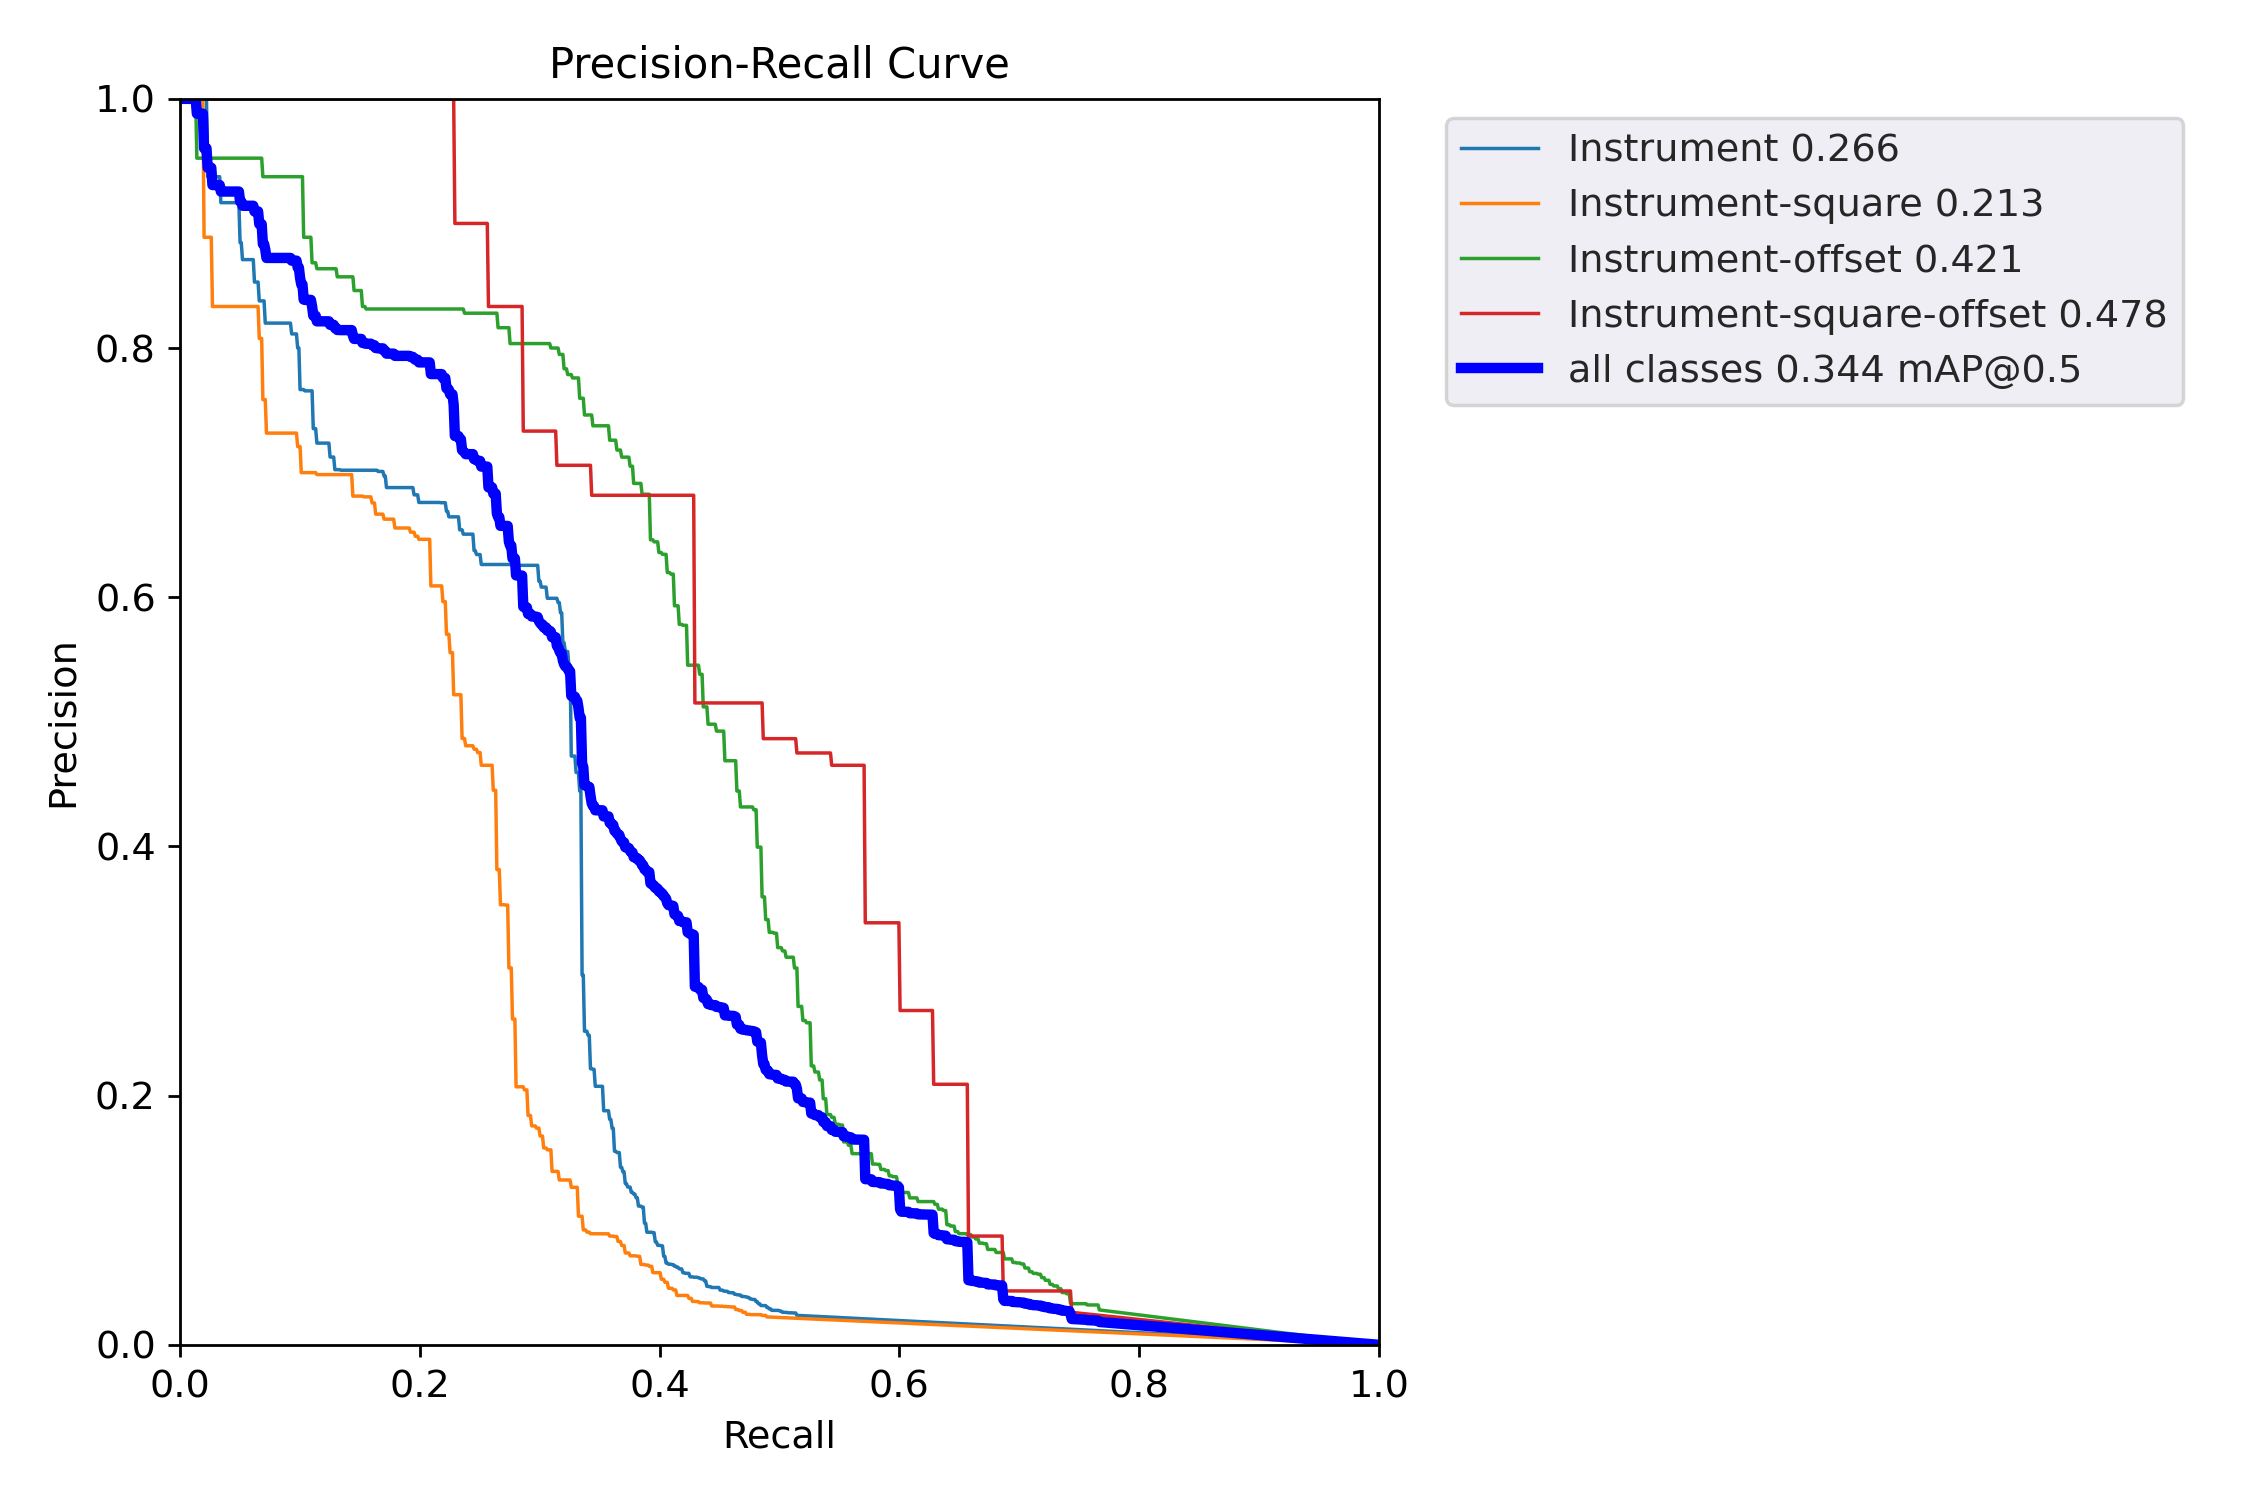 Precision-Recall Curve
1.0
0.8
0.6
0.4
0.2
0.0
Precision
0.0 0.2 0.4 0.6 0.8 1.0
Recall
Instrument 0.266
Instrument-square 0.213
Instrument-offset 0.421
Instrument-square-offset 0.478
all classes 0.344 mAP@0.5